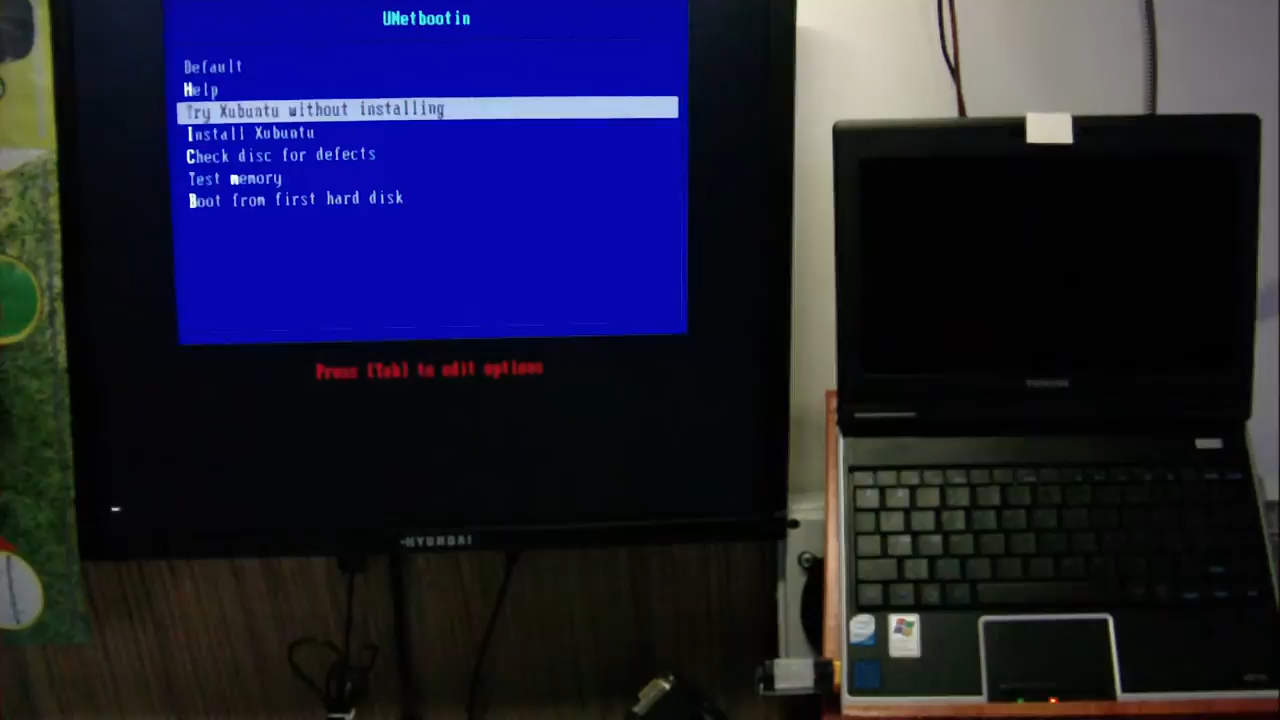 UNetbootin
Default
Help
Try Xubuntu without installing
Install Xubuntu
Check disc for defects
Test memory
Boot from first hard disk
Press [Tab] to edit options
HYUNDAI
TOSHIBA